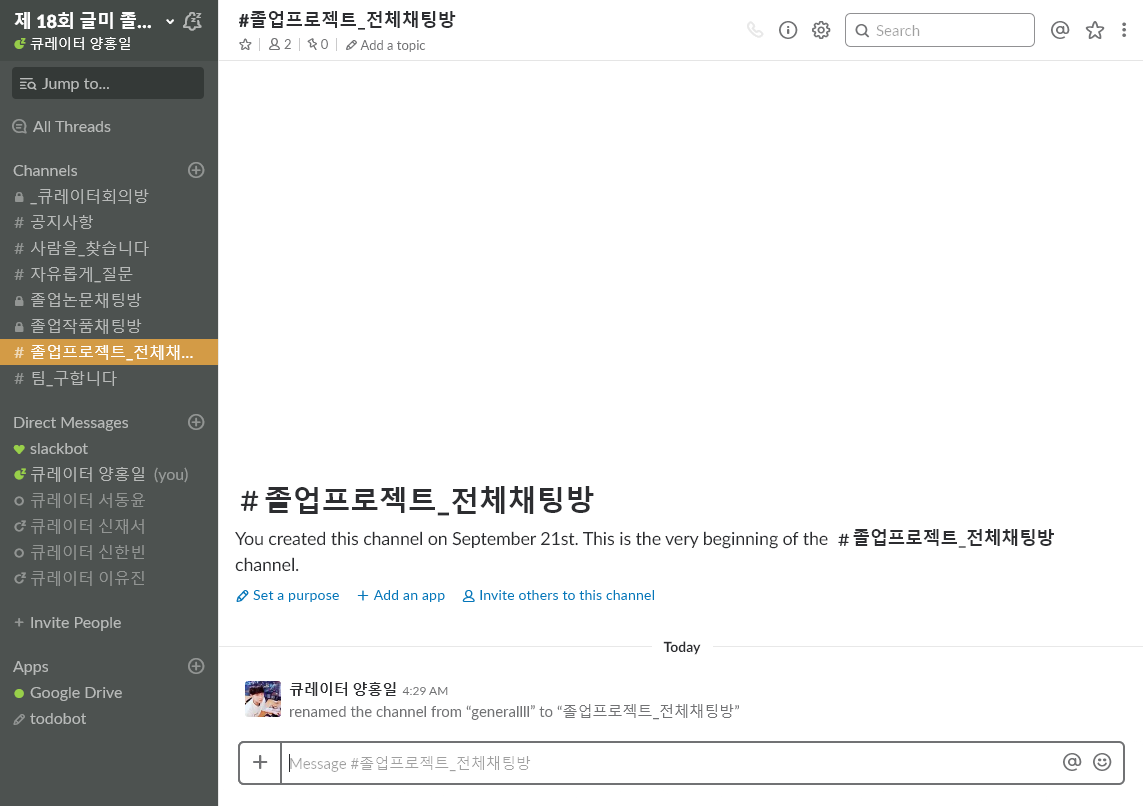 제 18회 글미 졸...
큐레이터 양홍일
Jump to...
All Threads
Channels
_큐레이터회의방
# 공지사항
# 사람을_찾습니다
# 자유롭게_질문
졸업논문채팅방
졸업작품채팅방
# 졸업프로젝트_전체채...
# 팀_구합니다
Direct Messages
slackbot
큐레이터 양홍일 (you)
큐레이터 서동윤
큐레이터 신재서
큐레이터 신한빈
큐레이터 이유진
+ Invite People
Apps
Google Drive
todobot
#졸업프로젝트_전체채팅방
2 0 Add a topic
Search
# 졸업프로젝트_전체채팅방
You created this channel on September 21st. This is the very beginning of the # 졸업프로젝트_전체채팅방
channel.
Set a purpose + Add an app Invite others to this channel
Today
큐레이터 양홍일 4:29 AM
renamed the channel from “generallll” to “졸업프로젝트_전체채팅방”
Message #졸업프로젝트_전체채팅방